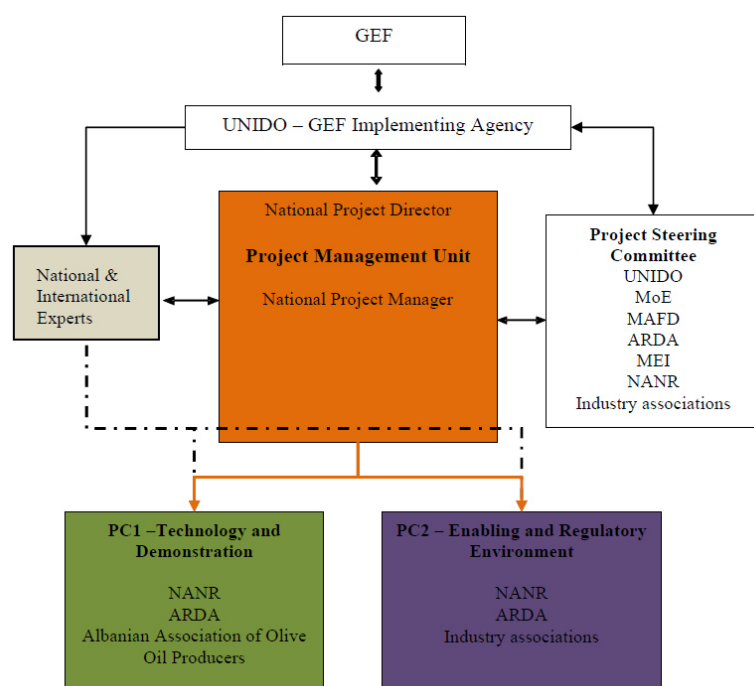 GEF
UNIDO – GEF Implementing Agency
National Project Director
Project Management Unit
National Project Manager
National &
International
Experts
Project Steering
Committee
UNIDO
MoE
MAFD
ARDA
MEI
NANR
Industry associations
PC1 –Technology and
Demonstration
NANR
ARDA
Albanian Association of Olive
Oil Producers
PC2 – Enabling and Regulatory
Environment
NANR
ARDA
Industry associations